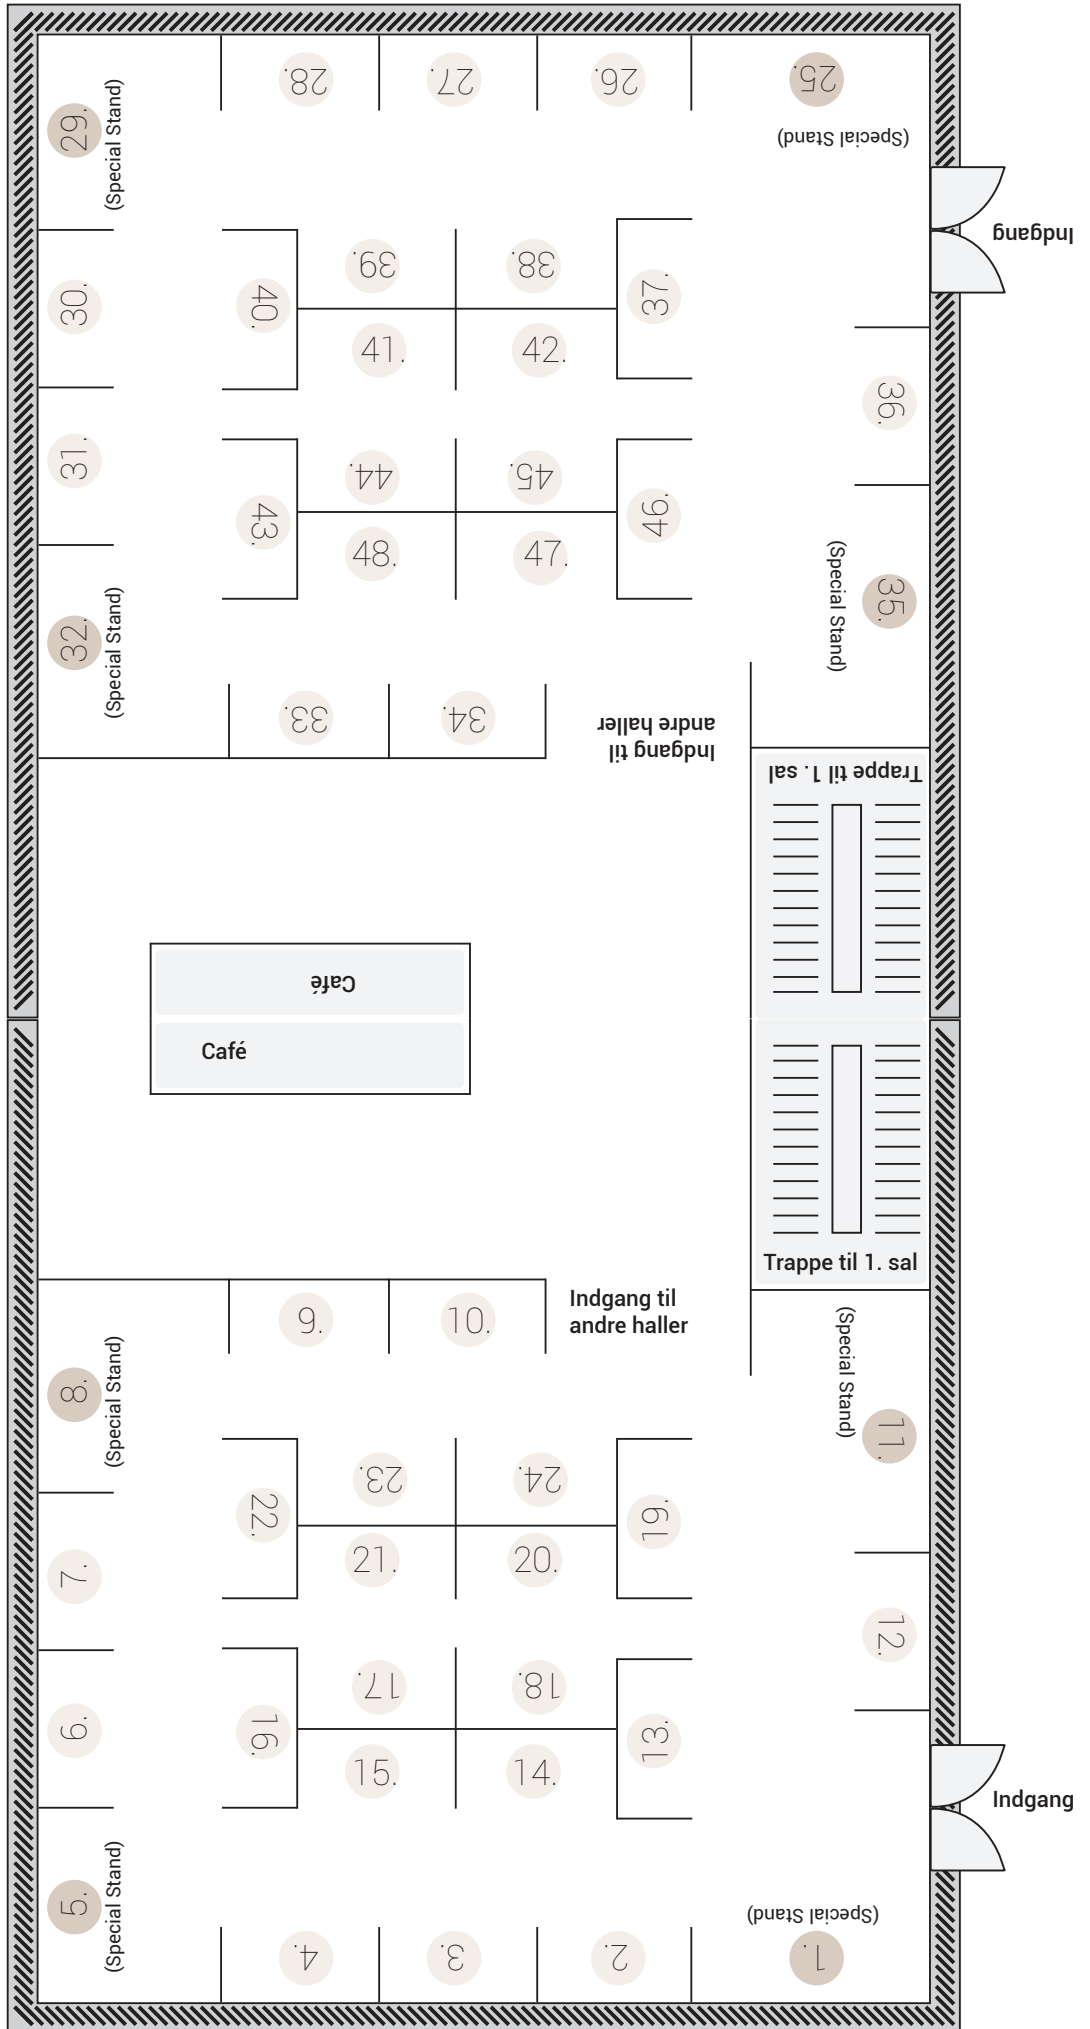 28.
27.
26.
25.
(Special Stand)
29.
(Special Stand)
Indgang
30.
40.
39.
38.
37.
41.
42.
36.
31.
43.
44.
45.
46.
48.
47.
35.
(Special Stand)
32.
(Special Stand)
33.
34.
Indgang til
andre haller
Trappe til 1. sal
Café
Café
Trappe til 1. sal
Indgang til
andre haller
9.
10.
8.
(Special Stand)
11.
(Special Stand)
22.
23.
24.
19.
21.
20.
7.
12.
16.
17.
18.
13.
15.
14.
6.
Indgang
5.
(Special Stand)
4.
3.
2.
1.
(Special Stand)